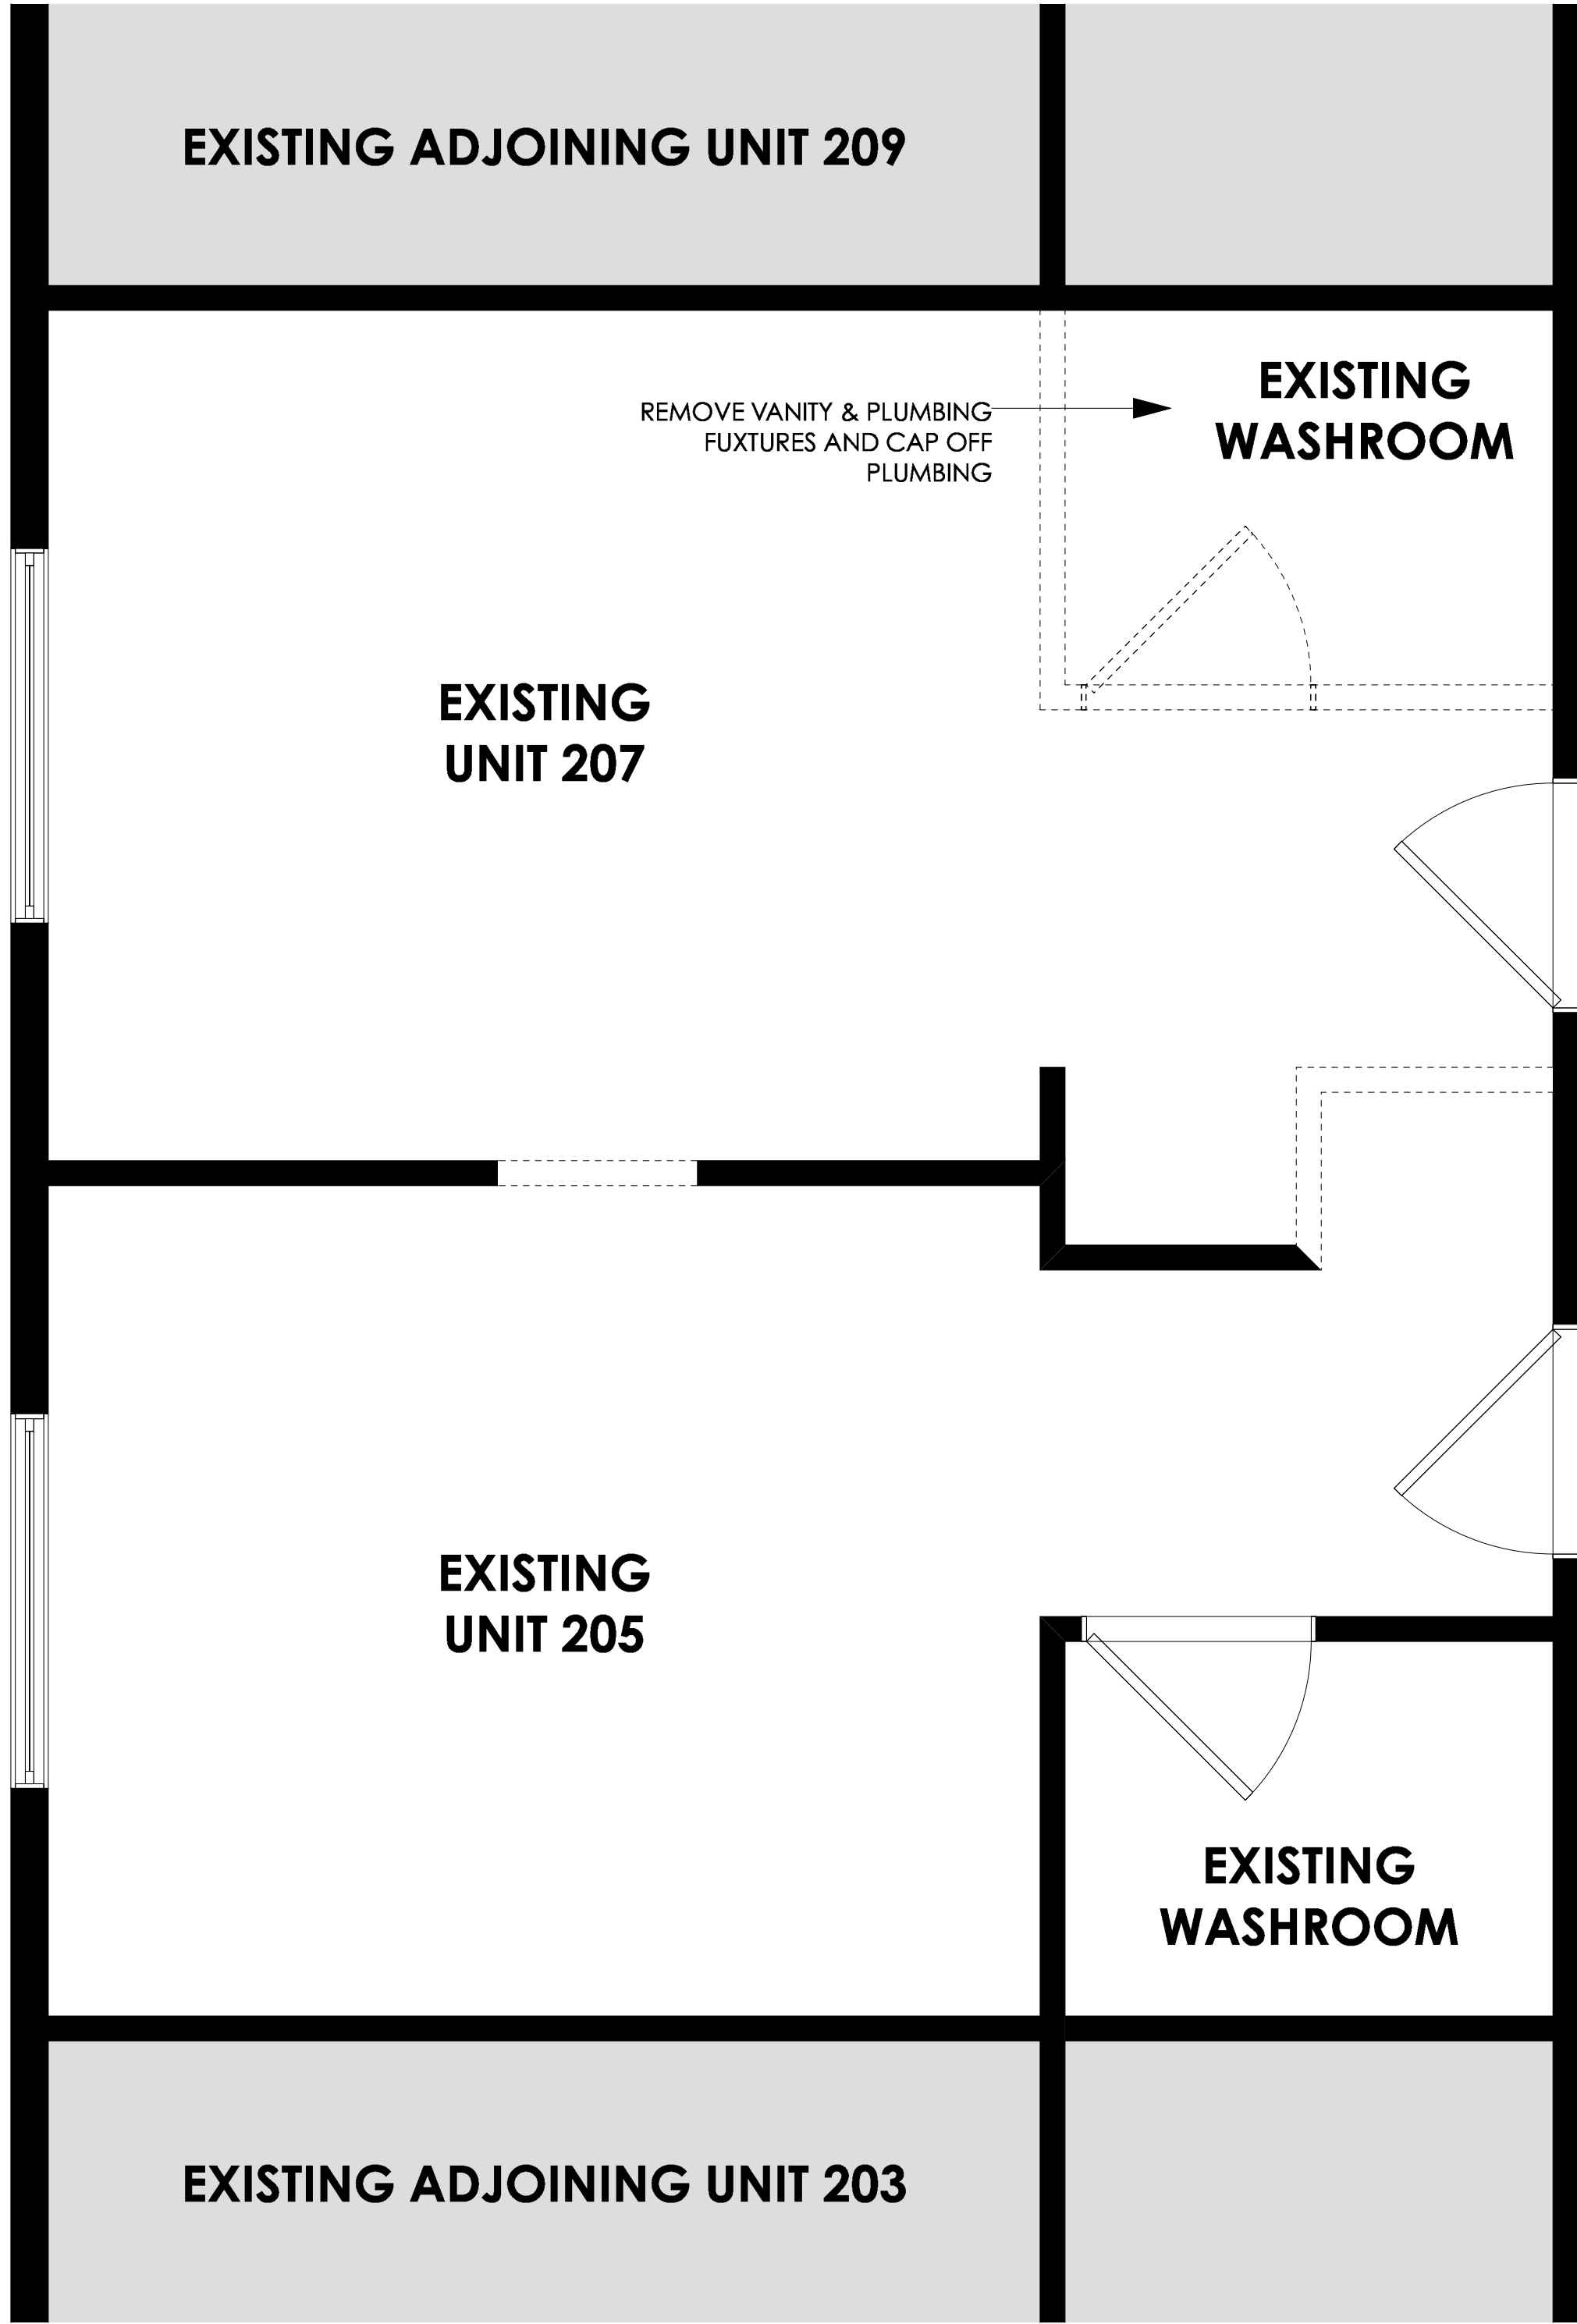 EXISTING ADJOINING UNIT 209
EXISTING
WASHROOM
REMOVE VANITY & PLUMBING
FUXTURES AND CAP OFF
PLUMBING
EXISTING
UNIT 207
EXISTING
UNIT 205
EXISTING
WASHROOM
EXISTING ADJOINING UNIT 203